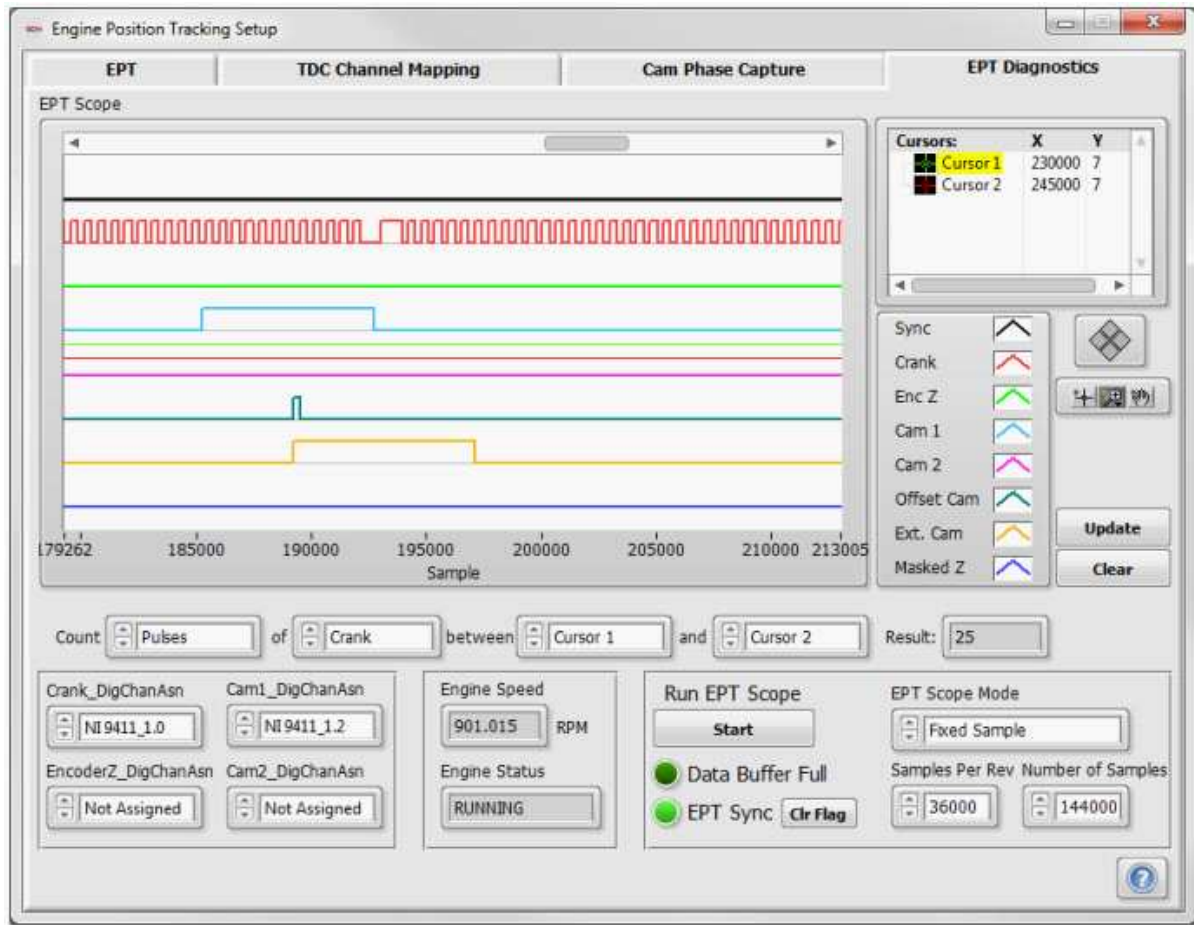 Engine Position Tracking Setup
EPT TDC Channel Mapping Cam Phase Capture EPT Diagnostics
EPT Scope
Cursors: X Y
Cursor 1 230000 7
Cursor 2 245000 7
Sync
Crank
Enc Z
Cam 1
Cam 2
Offset Cam
Ext. Cam
Masked Z
Update
Clear
179262 185000 190000 195000 200000 205000 210000 213005
Sample
Count Pulses of Crank between Cursor 1 and Cursor 2 Result: 25
Crank_DigChanAsn Cam1_DigChanAsn
NI 9411_1.0 NI 9411_1.2
EncoderZ_DigChanAsn Cam2_DigChanAsn
Not Assigned Not Assigned
Engine Speed
901.015 RPM
Engine Status
RUNNING
Run EPT Scope
Start
Data Buffer Full
EPT Sync Clr Flag
EPT Scope Mode
Fixed Sample
Samples Per Rev Number of Samples
36000 144000